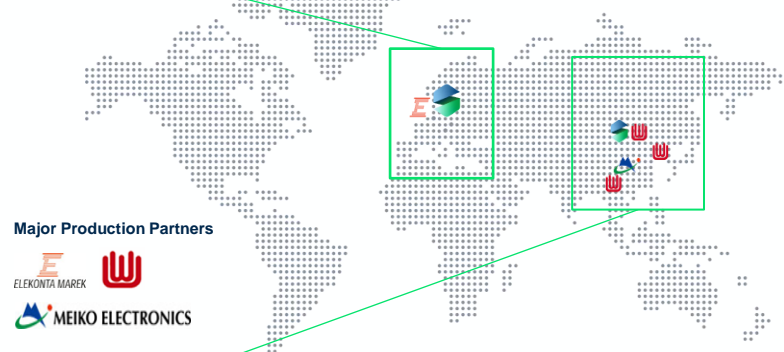 E
Major Production Partners
E
ELEKONTA MAREK
MEIKO ELECTRONICS